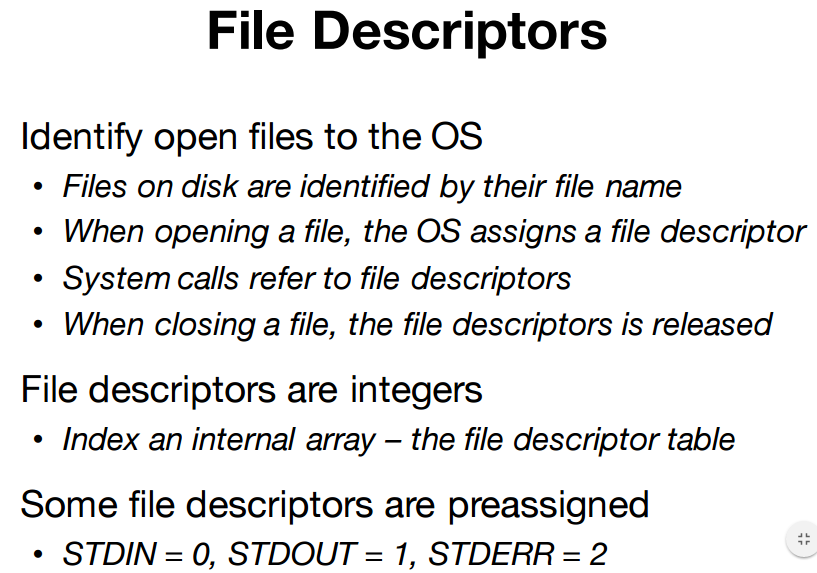 File Descriptors
Identify open files to the OS
• Files on disk are identified by their file name
• When opening a file, the OS assigns a file descriptor
• System calls refer to file descriptors
• When closing a file, the file descriptors is released
File descriptors are integers
• Index an internal array – the file descriptor table
Some file descriptors are preassigned
• STDIN = 0, STDOUT = 1, STDERR = 2